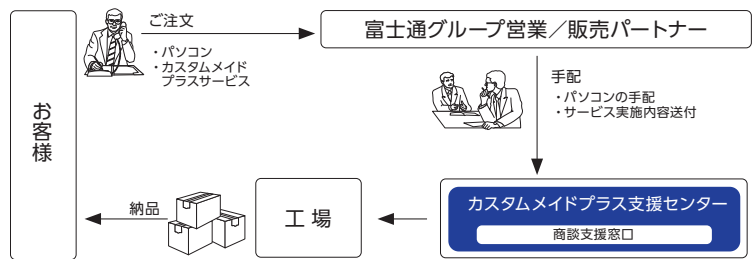 お客様
ご注文
・パソコン
・カスタムメイド
プラスサービス
富士通グループ営業／販売パートナー
手配
・パソコンの手配
・サービス実施内容送付
カスタムメイドプラス支援センター
商談支援窓口
工場
納品